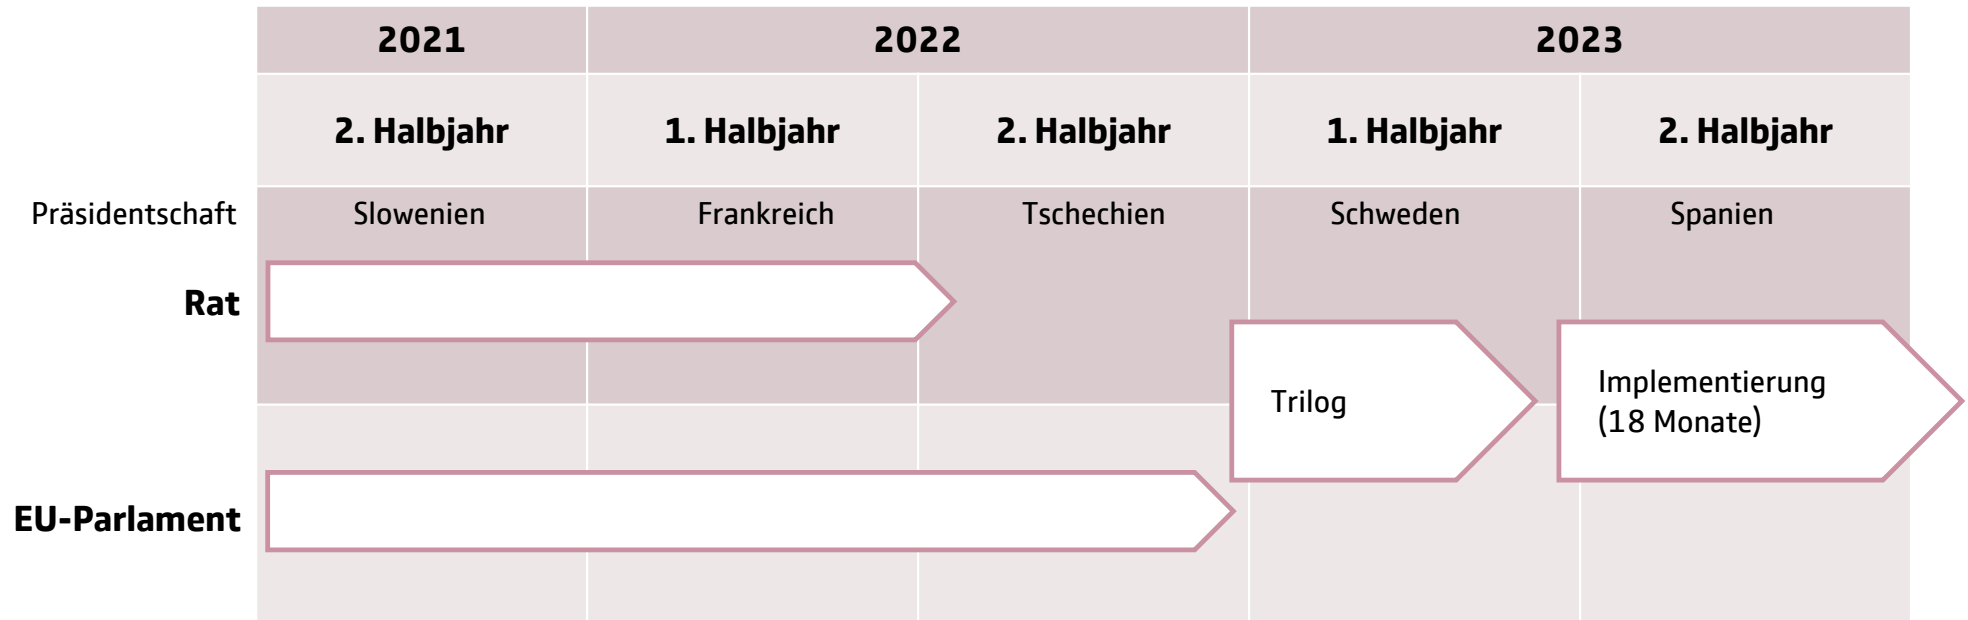 2021 2022 2023
2. Halbjahr 1. Halbjahr 2. Halbjahr 1. Halbjahr 2. Halbjahr
Präsidentschaft Slowenien Frankreich Tschechien Schweden Spanien
Rat
Trilog
Implementierung
(18 Monate)
EU-Parlament